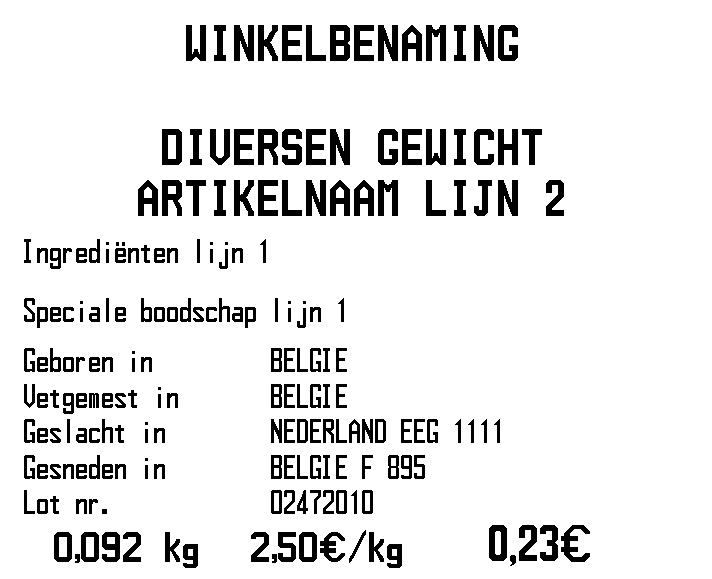 WINKELBENAMING
DIVERSEN GEWICHT
ARTIKELNAAM LIJN 2
Ingrediënten lijn 1
Speciale boodschap lijn 1
Geboren in BELGIE
Vetgemest in BELGIE
Geslacht in NEDERLAND EEG 1111
Gesneden in BELGIE F 895
Lot nr. 02472010
0,092 kg 2,50€/kg 0,23€